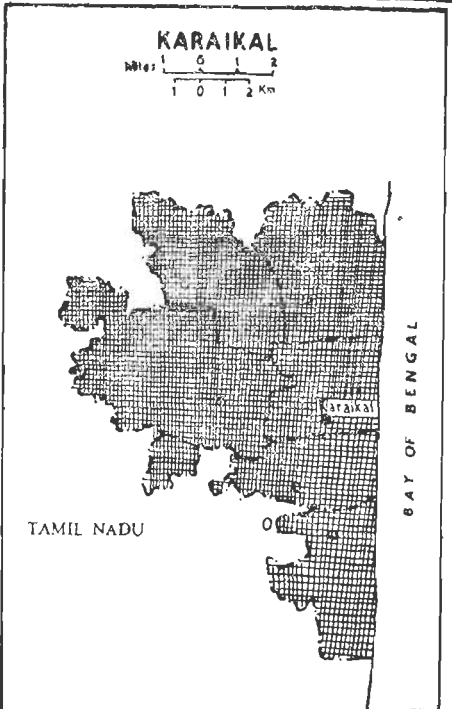 KARAIKAL
Miles 1 0 1 2
1 0 1 2 Km
Karaikal
BAY OF BENGAL
TAMIL NADU